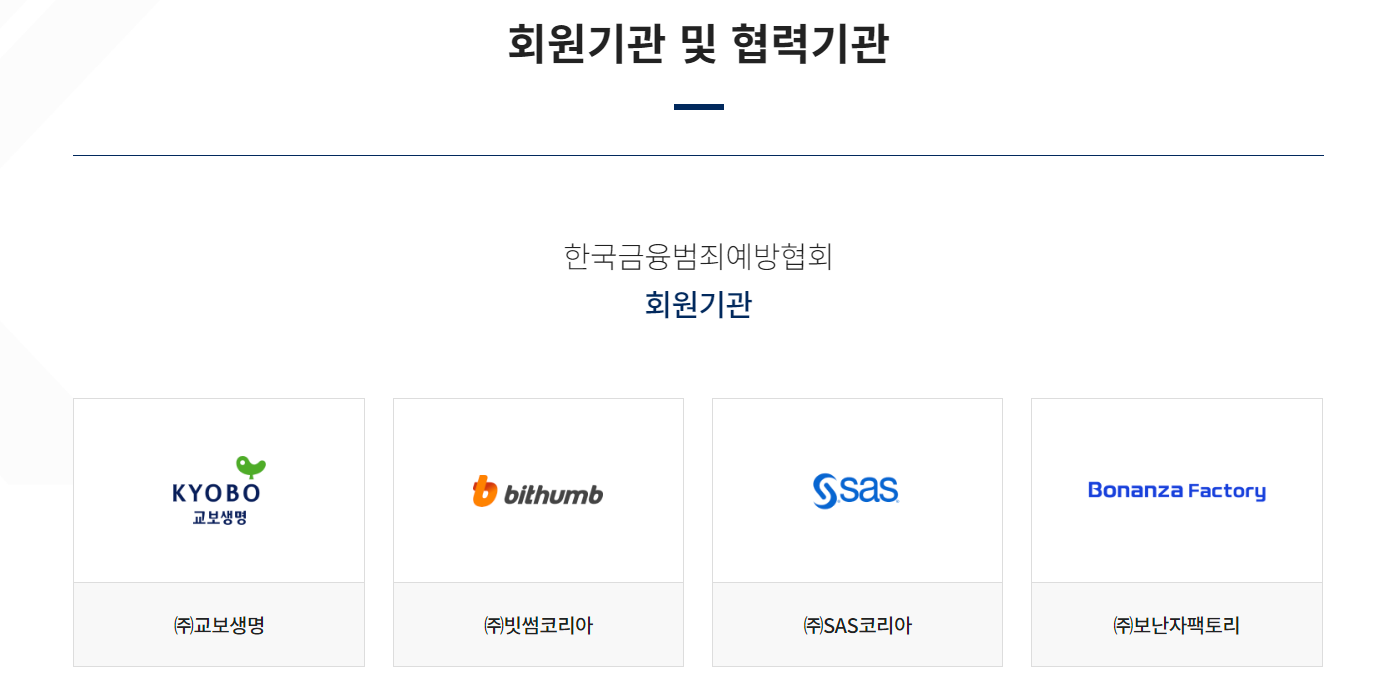 회원기관 및 협력기관
한국금융범죄예방협회
회원기관
KYOBO
교보생명
bithumb
sas
Bonanza Factory
㈜교보생명
㈜빗썸코리아
㈜SAS코리아
㈜보난자팩토리